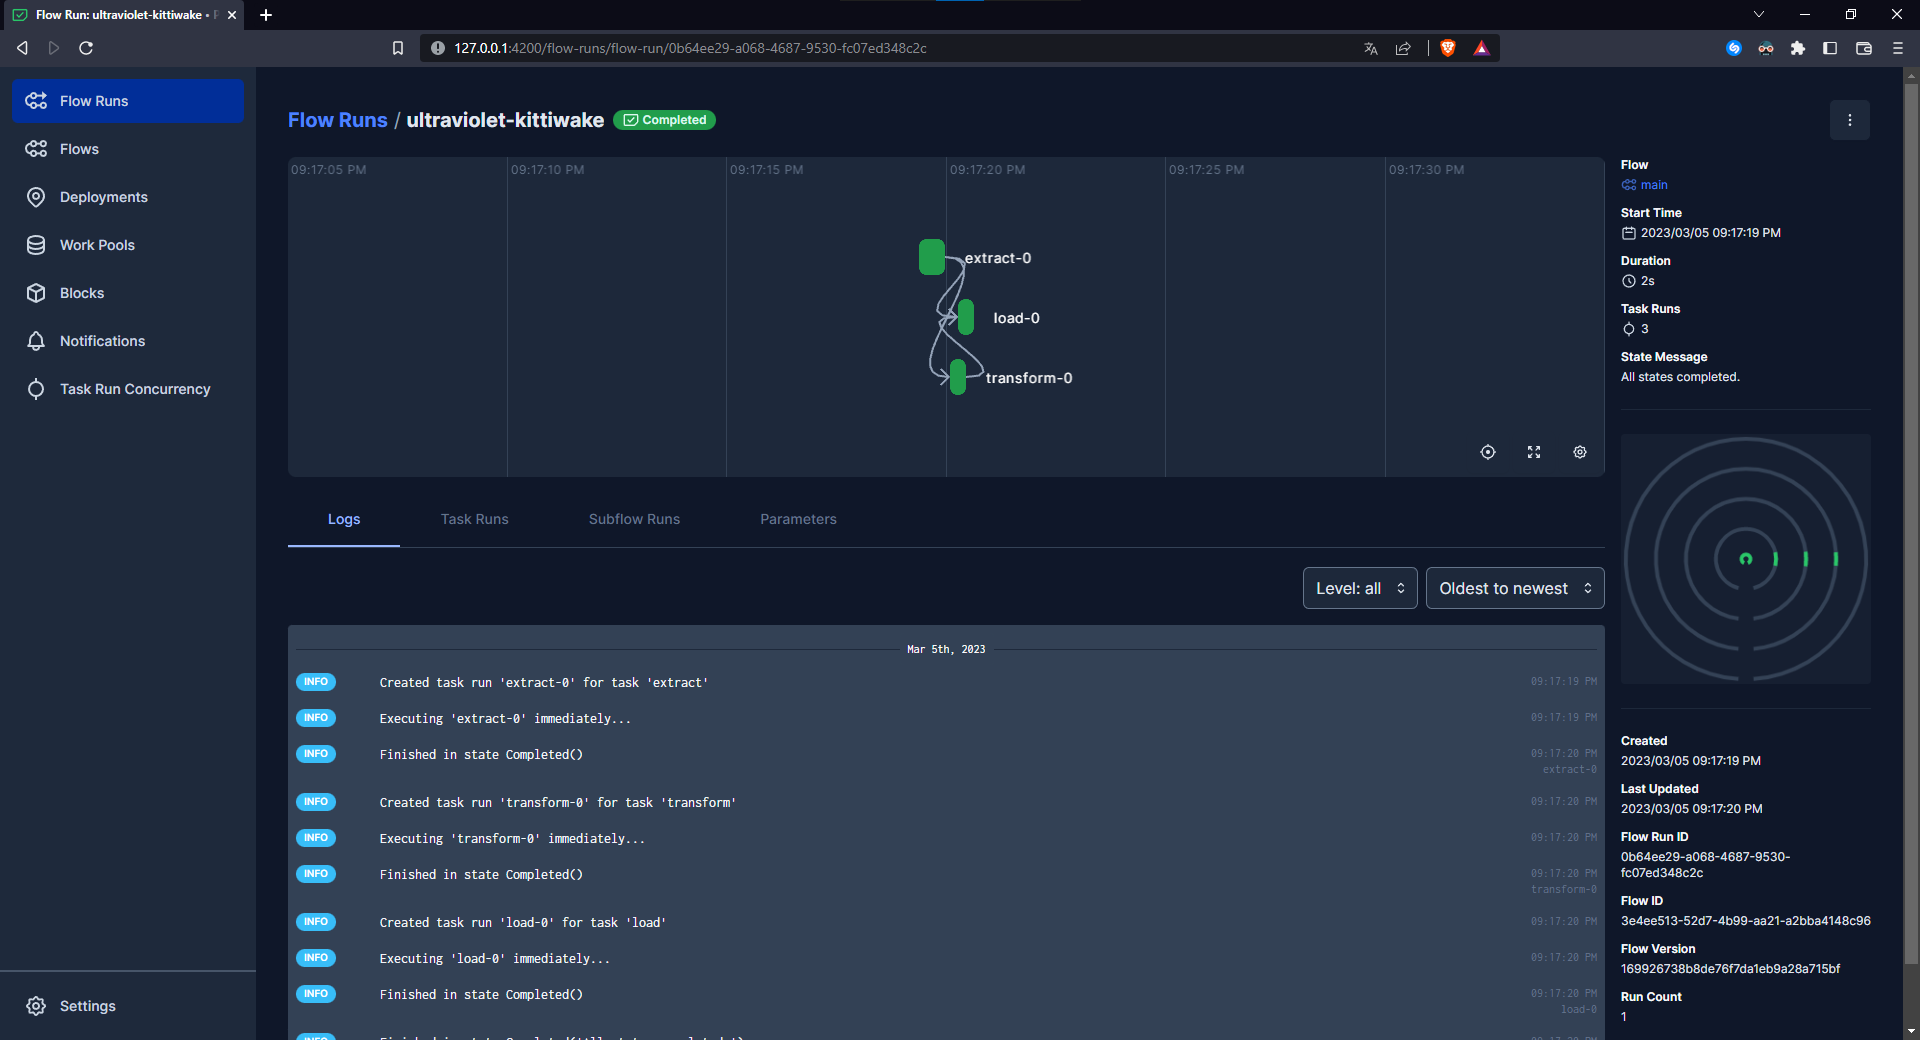 Flow Run: ultraviolet-kittiwake •
127.0.0.1:4200/flow-runs/flow-run/0b64ee29-a068-4687-9530-fc07ed348c2c
Flow Runs
Flows
Deployments
Work Pools
Blocks
Notifications
Task Run Concurrency
Settings
Flow Runs / ultraviolet-kittiwake Completed
09:17:05 PM 09:17:10 PM 09:17:15 PM 09:17:20 PM 09:17:25 PM 09:17:30 PM
extract-0
load-0
transform-0
Logs Task Runs Subflow Runs Parameters
Level: all Oldest to newest
Mar 5th, 2023
INFO Created task run 'extract-0' for task 'extract' 09:17:19 PM
INFO Executing 'extract-0' immediately... 09:17:19 PM
INFO Finished in state Completed() 09:17:20 PM
extract-0
INFO Created task run 'transform-0' for task 'transform' 09:17:20 PM
INFO Executing 'transform-0' immediately... 09:17:20 PM
INFO Finished in state Completed() 09:17:20 PM
transform-0
INFO Created task run 'load-0' for task 'load' 09:17:20 PM
INFO Executing 'load-0' immediately... 09:17:20 PM
INFO Finished in state Completed() 09:17:20 PM
load-0
Flow
main
Start Time
2023/03/05 09:17:19 PM
Duration
2s
Task Runs
3
State Message
All states completed.
Created
2023/03/05 09:17:19 PM
Last Updated
2023/03/05 09:17:20 PM
Flow Run ID
0b64ee29-a068-4687-9530-
fc07ed348c2c
Flow ID
3e4ee513-52d7-4b99-aa21-a2bba4148c96
Flow Version
169926738b8de76f7da1eb9a28a715bf
Run Count
1